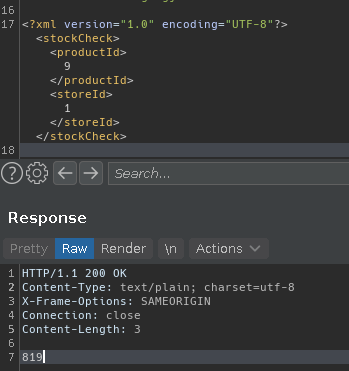 16
17 <?xml version="1.0" encoding="UTF-8"?>
<stockCheck>
<productId>
9
</productId>
<storeId>
1
</storeId>
</stockCheck>
18
Search...
Response
Pretty Raw Render \n Actions
1 HTTP/1.1 200 OK
2 Content-Type: text/plain; charset=utf-8
3 X-Frame-Options: SAMEORIGIN
4 Connection: close
5 Content-Length: 3
6
7 819